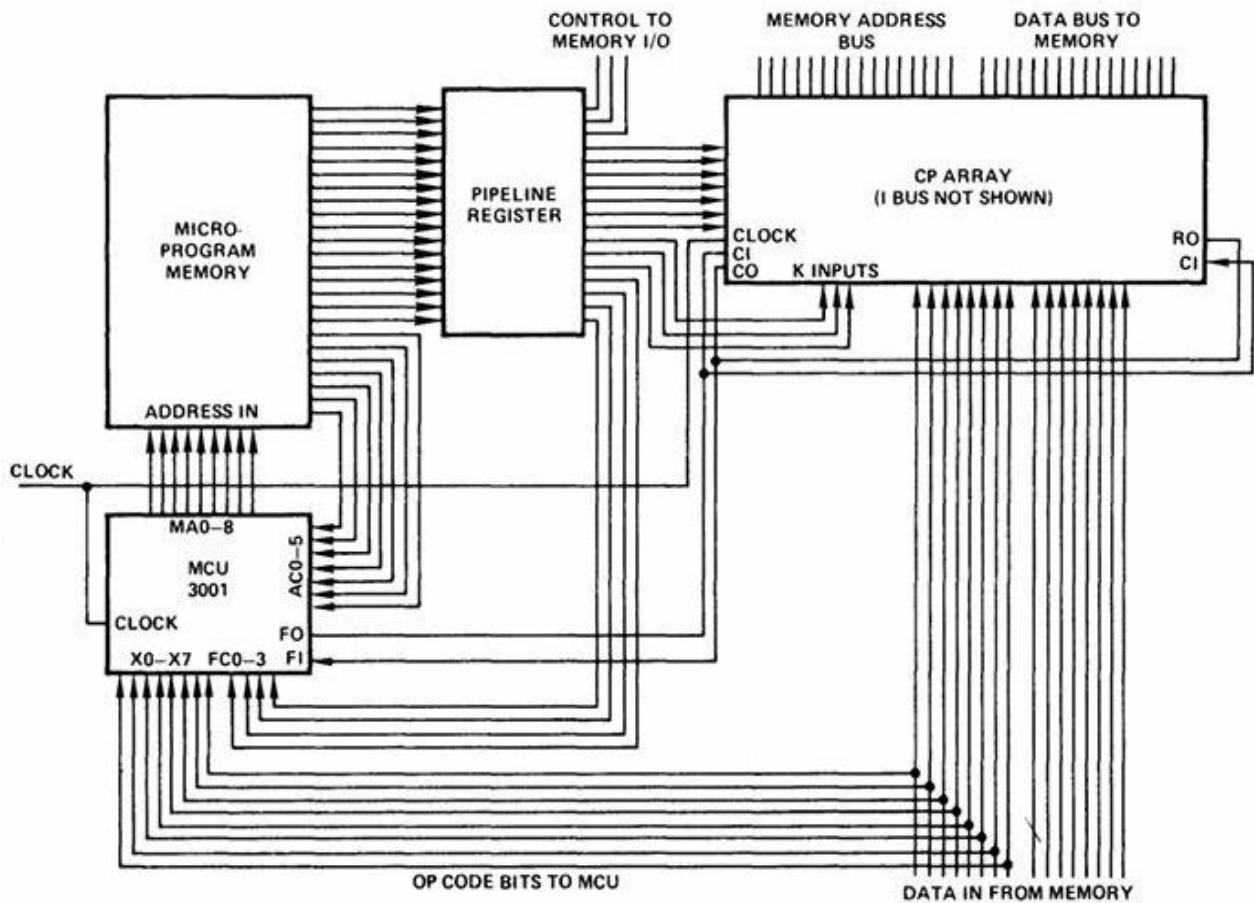 CONTROL TO
MEMORY I/O
MEMORY ADDRESS
BUS
DATA BUS TO
MEMORY
MICRO-
PROGRAM
MEMORY
ADDRESS IN
PIPELINE
REGISTER
CP ARRAY
(I BUS NOT SHOWN)
CLOCK
CI
CO
K INPUTS
RO
CI
CLOCK
MA0–8
MCU
3001
AC0–5
CLOCK
FO
FI
X0–X7
FC0–3
OP CODE BITS TO MCU
DATA IN FROM MEMORY